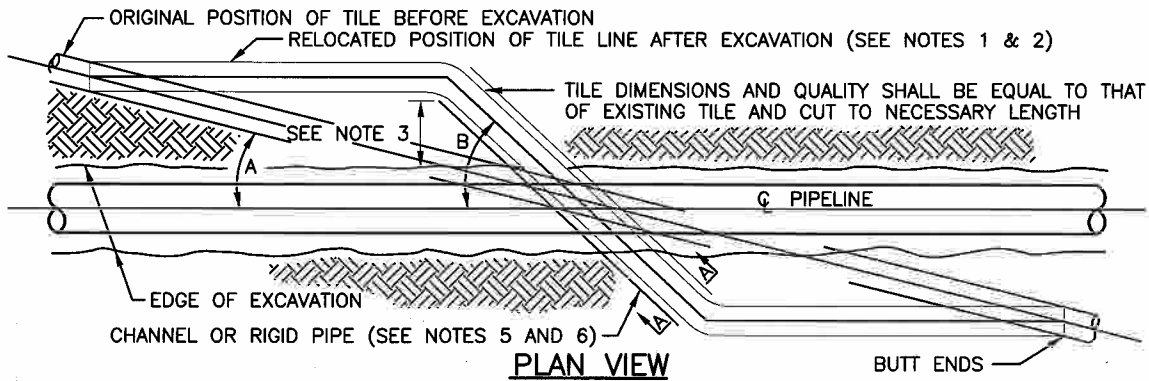 ORIGINAL POSITION OF TILE BEFORE EXCAVATION
RELOCATED POSITION OF TILE LINE AFTER EXCAVATION (SEE NOTES 1 & 2)
TILE DIMENSIONS AND QUALITY SHALL BE EQUAL TO THAT
OF EXISTING TILE AND CUT TO NECESSARY LENGTH
SEE NOTE 3
B
A
℄ PIPELINE
A
EDGE OF EXCAVATION
A
CHANNEL OR RIGID PIPE (SEE NOTES 5 AND 6)
BUTT ENDS
PLAN VIEW